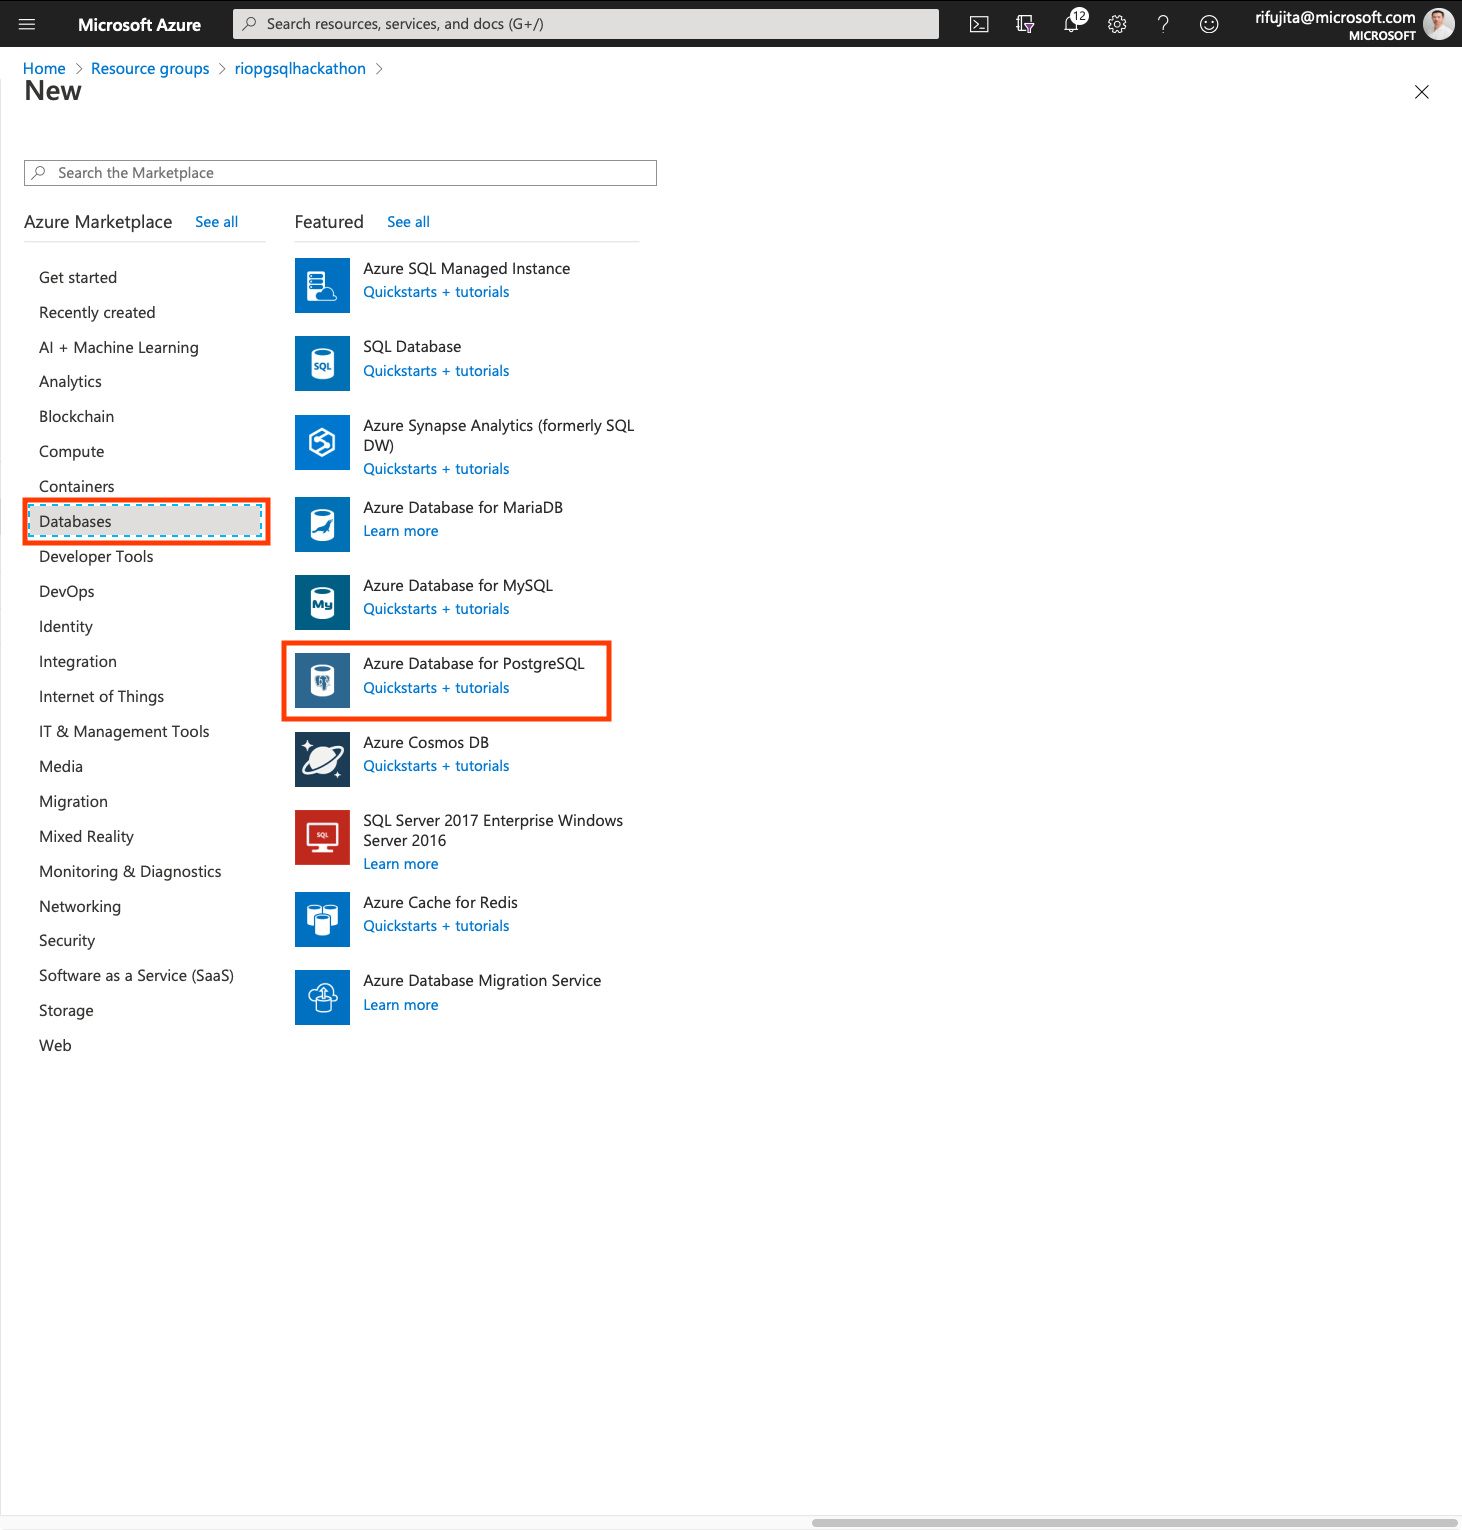 Microsoft Azure
Search resources, services, and docs (G+/)
12
rifujita@microsoft.com
MICROSOFT
Home > Resource groups > riopgsqlhackathon >
New
Search the Marketplace
Azure Marketplace See all
Get started
Recently created
AI + Machine Learning
Analytics
Blockchain
Compute
Containers
Databases
Developer Tools
DevOps
Identity
Integration
Internet of Things
IT & Management Tools
Media
Migration
Mixed Reality
Monitoring & Diagnostics
Networking
Security
Software as a Service (SaaS)
Storage
Web
Featured See all
Azure SQL Managed Instance
Quickstarts + tutorials
SQL
SQL Database
Quickstarts + tutorials
Azure Synapse Analytics (formerly SQL
DW)
Quickstarts + tutorials
Azure Database for MariaDB
Learn more
My
Azure Database for MySQL
Quickstarts + tutorials
Azure Database for PostgreSQL
Quickstarts + tutorials
Azure Cosmos DB
Quickstarts + tutorials
SQL
SQL Server 2017 Enterprise Windows
Server 2016
Learn more
Azure Cache for Redis
Quickstarts + tutorials
Azure Database Migration Service
Learn more